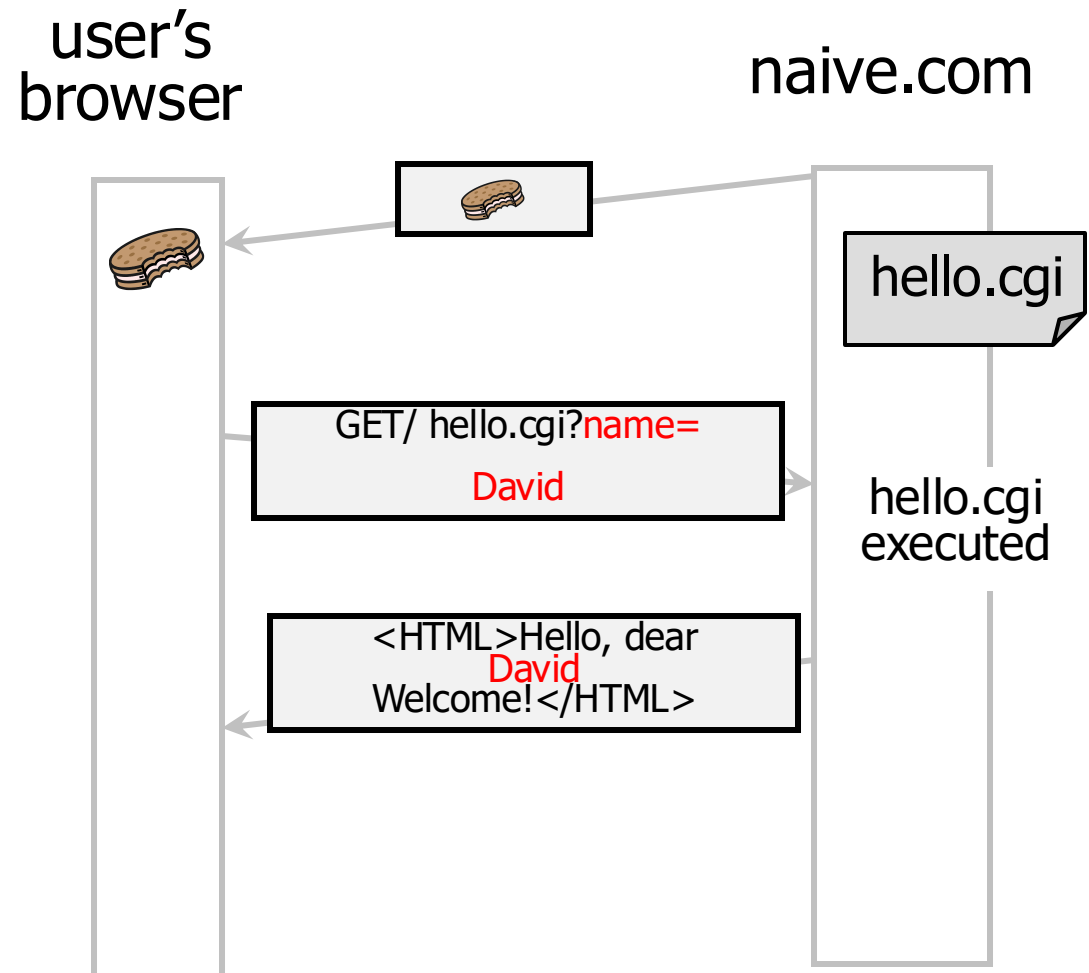 user’s
browser
naive.com
hello.cgi
GET/ hello.cgi?name=
David
hello.cgi
executed
<HTML>Hello, dear
David
Welcome!</HTML>